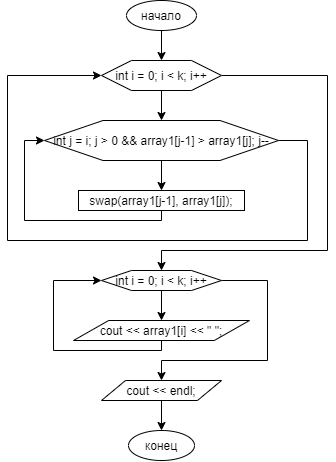 начало
int i = 0; i < k; i++
int j = i; j > 0 && array1[j-1] > array1[j]; j--
swap(array1[j-1], array1[j]);
int i = 0; i < k; i++
cout << array1[i] << " ";
cout << endl;
конец